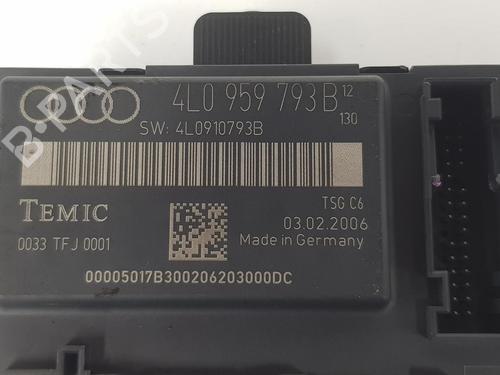 4L0 959 793 B 12
130
SW: 4L0910793B
TEMIC
TSG C6
03.02.2006
0033 TFJ 0001
Made in Germany
00005017B300206203000DC
B-PARTS